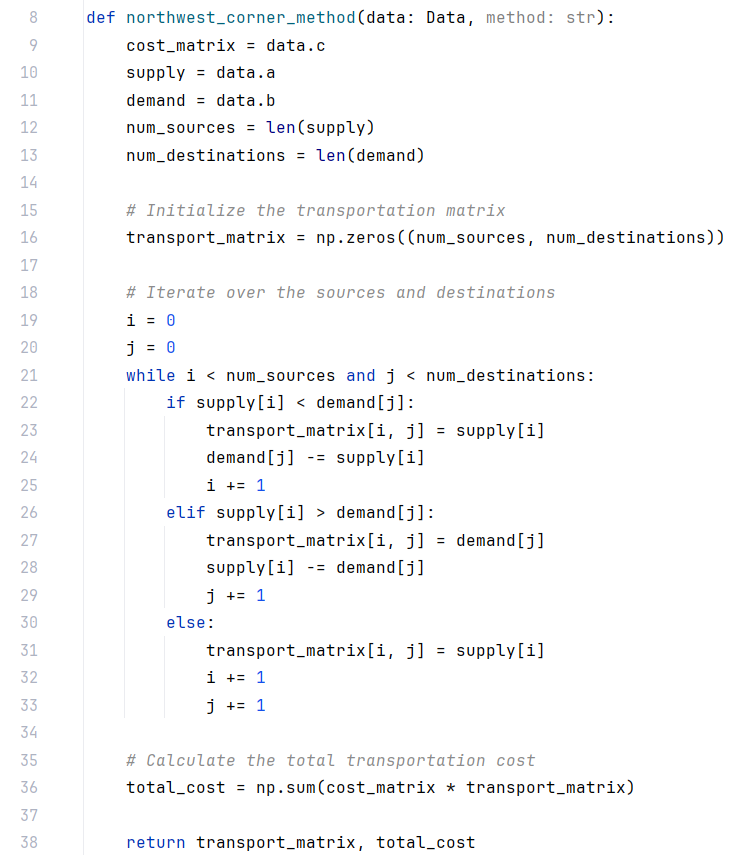 8 def northwest_corner_method(data: Data, method: str):
9 cost_matrix = data.c
10 supply = data.a
11 demand = data.b
12 num_sources = len(supply)
13 num_destinations = len(demand)
14
15 # Initialize the transportation matrix
16 transport_matrix = np.zeros((num_sources, num_destinations))
17
18 # Iterate over the sources and destinations
19 i = 0
20 j = 0
21 while i < num_sources and j < num_destinations:
22 if supply[i] < demand[j]:
23 transport_matrix[i, j] = supply[i]
24 demand[j] -= supply[i]
25 i += 1
26 elif supply[i] > demand[j]:
27 transport_matrix[i, j] = demand[j]
28 supply[i] -= demand[j]
29 j += 1
30 else:
31 transport_matrix[i, j] = supply[i]
32 i += 1
33 j += 1
34
35 # Calculate the total transportation cost
36 total_cost = np.sum(cost_matrix * transport_matrix)
37
38 return transport_matrix, total_cost